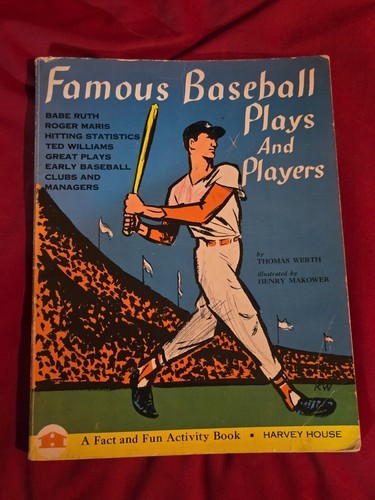 Famous Baseball
Plays
And
Players
BABE RUTH
ROGER MARIS
HITTING STATISTICS
TED WILLIAMS
GREAT PLAYS
EARLY BASEBALL
CLUBS AND
MANAGERS
by
THOMAS WERTH
illustrated by
HENRY MAKOWER
RW
A Fact and Fun Activity Book • HARVEY HOUSE